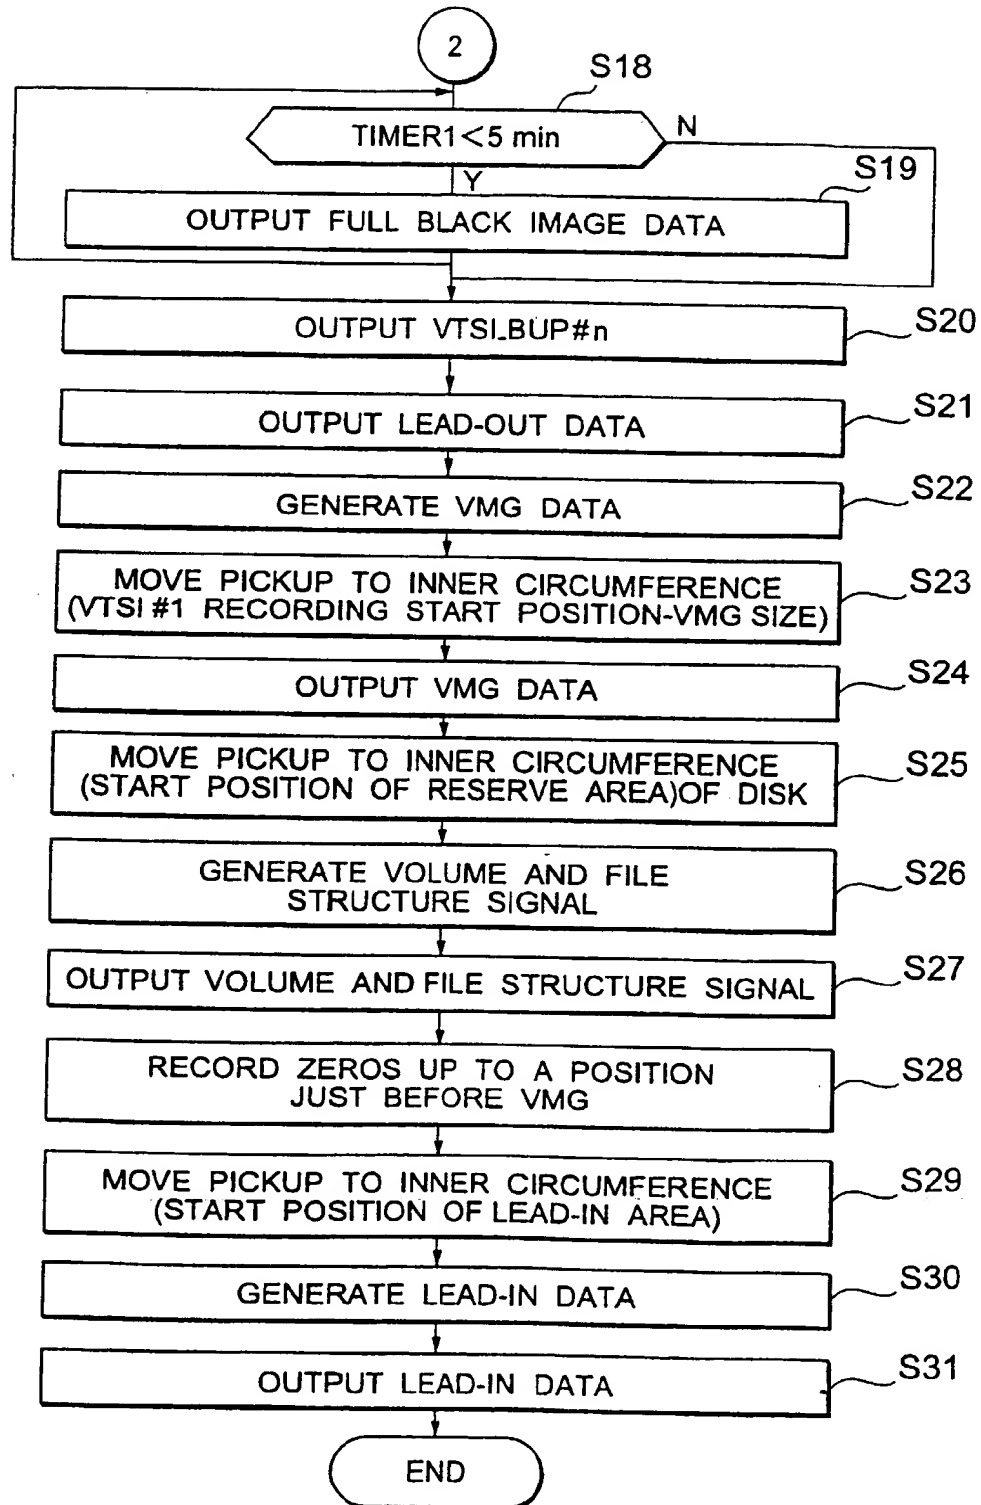 2
S18
TIMER1<5 min
N
Y
S19
OUTPUT FULL BLACK IMAGE DATA
OUTPUT VTSI_BUP#n
S20
OUTPUT LEAD-OUT DATA
S21
GENERATE VMG DATA
S22
MOVE PICKUP TO INNER CIRCUMFERENCE
(VTSI #1 RECORDING START POSITION-VMG SIZE)
S23
OUTPUT VMG DATA
S24
MOVE PICKUP TO INNER CIRCUMFERENCE
(START POSITION OF RESERVE AREA)OF DISK
S25
GENERATE VOLUME AND FILE
STRUCTURE SIGNAL
S26
OUTPUT VOLUME AND FILE STRUCTURE SIGNAL
S27
RECORD ZEROS UP TO A POSITION
JUST BEFORE VMG
S28
MOVE PICKUP TO INNER CIRCUMFERENCE
(START POSITION OF LEAD-IN AREA)
S29
GENERATE LEAD-IN DATA
S30
OUTPUT LEAD-IN DATA
S31
END